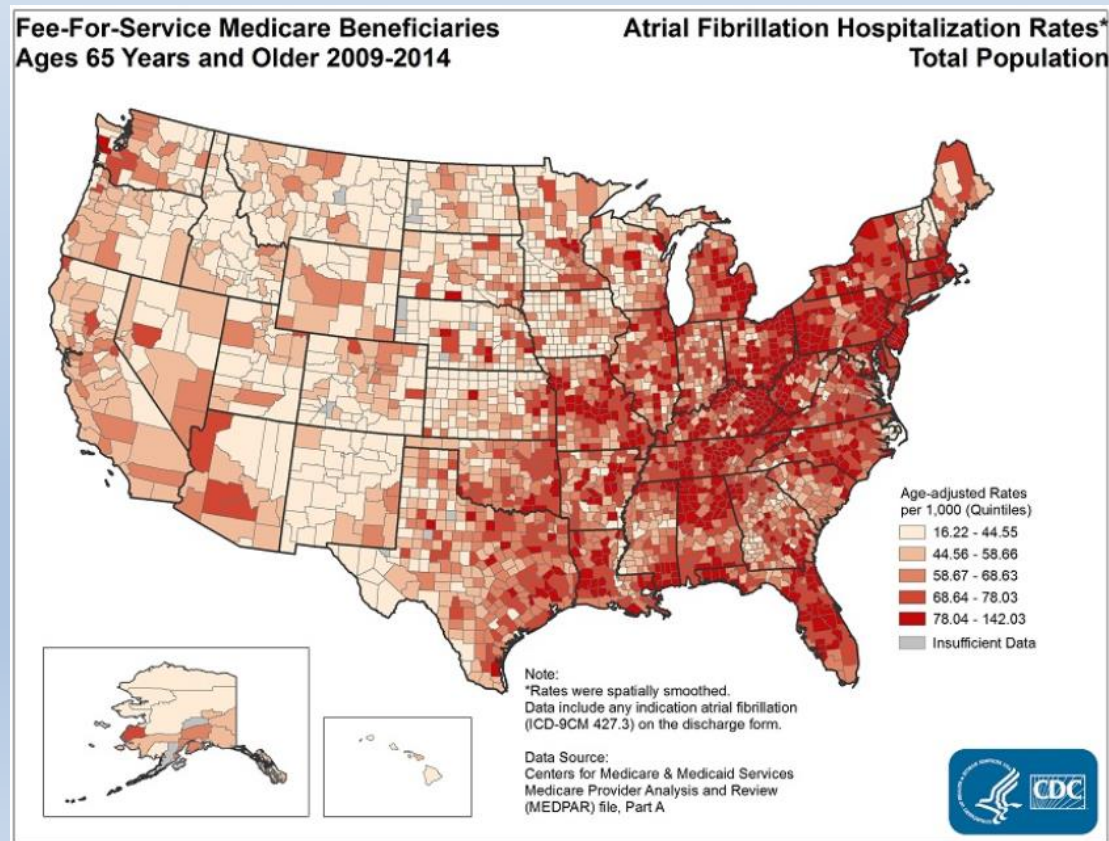 Fee-For-Service Medicare Beneficiaries
Ages 65 Years and Older 2009-2014
Atrial Fibrillation Hospitalization Rates*
Total Population
Age-adjusted Rates
per 1,000 (Quintiles)
16.22 - 44.55
44.56 - 58.66
58.67 - 68.63
68.64 - 78.03
78.04 - 142.03
Insufficient Data
Note:
*Rates were spatially smoothed.
Data include any indication atrial fibrillation
(ICD-9CM 427.3) on the discharge form.
Data Source:
Centers for Medicare & Medicaid Services
Medicare Provider Analysis and Review
(MEDPAR) file, Part A
CDC